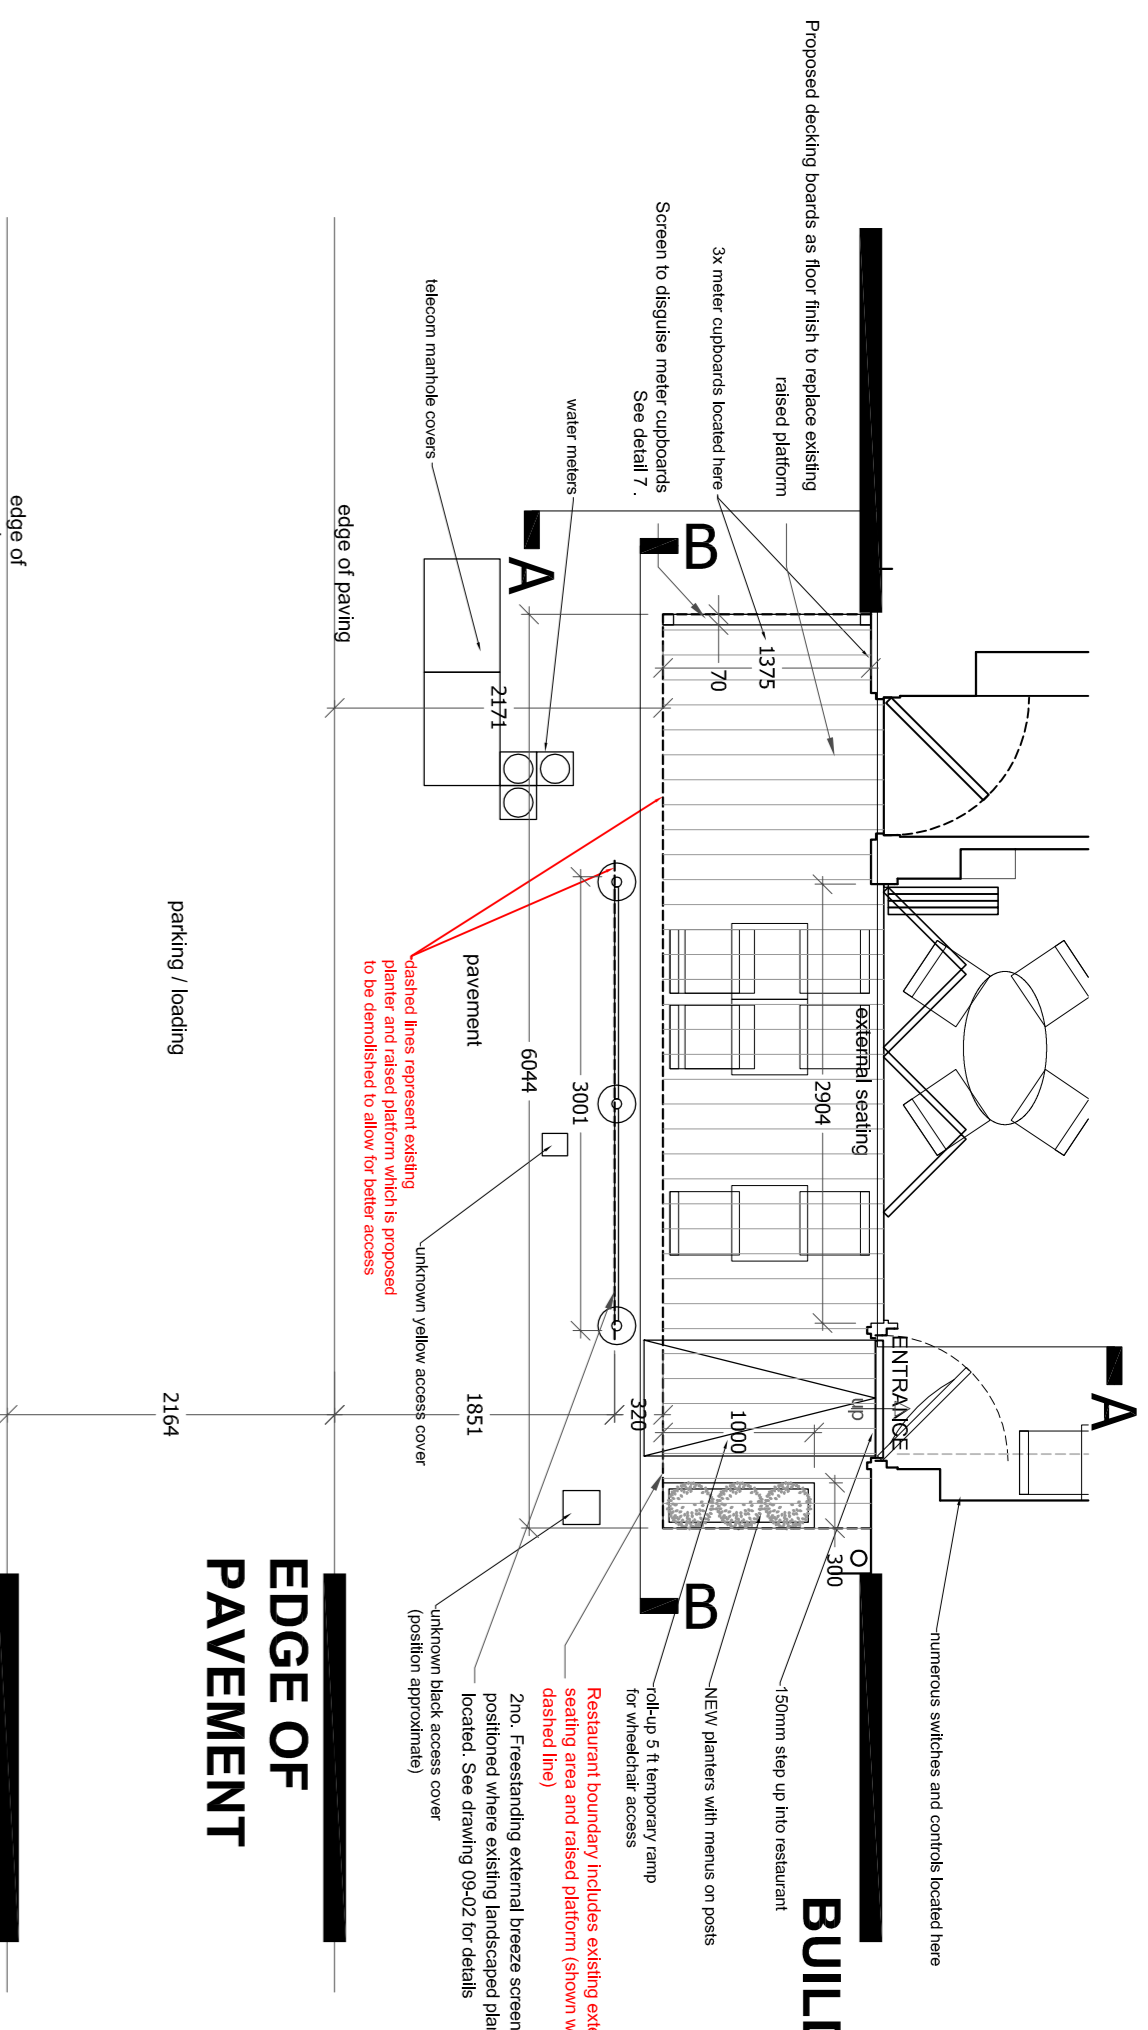 Proposed decking boards as floor finish to replace existing
raised platform
3x meter cupboards located here
Screen to disguise meter cupboards
See detail 7 .
water meters
telecom manhole covers
edge of paving
edge of
A
B
1375
70
2171
external seating
2904
3001
6044
pavement
dashed lines represent existing
planter and raised platform which is proposed
to be demolished to allow for better access
parking / loading
unknown yellow access cover
ENTRANCE
up
A
1000
320
1851
2164
300
B
numerous switches and controls located here
150mm step up into restaurant
NEW planters with menus on posts
roll-up 5 ft temporary ramp
for wheelchair access
Restaurant boundary includes existing
seating area and raised platform (shown
dashed line)
2no. Freestanding external breeze screen
positioned where existing landscaped
located. See drawing 09-02 for details
unknown black access cover
(position approximate)
EDGE OF
PAVEMENT